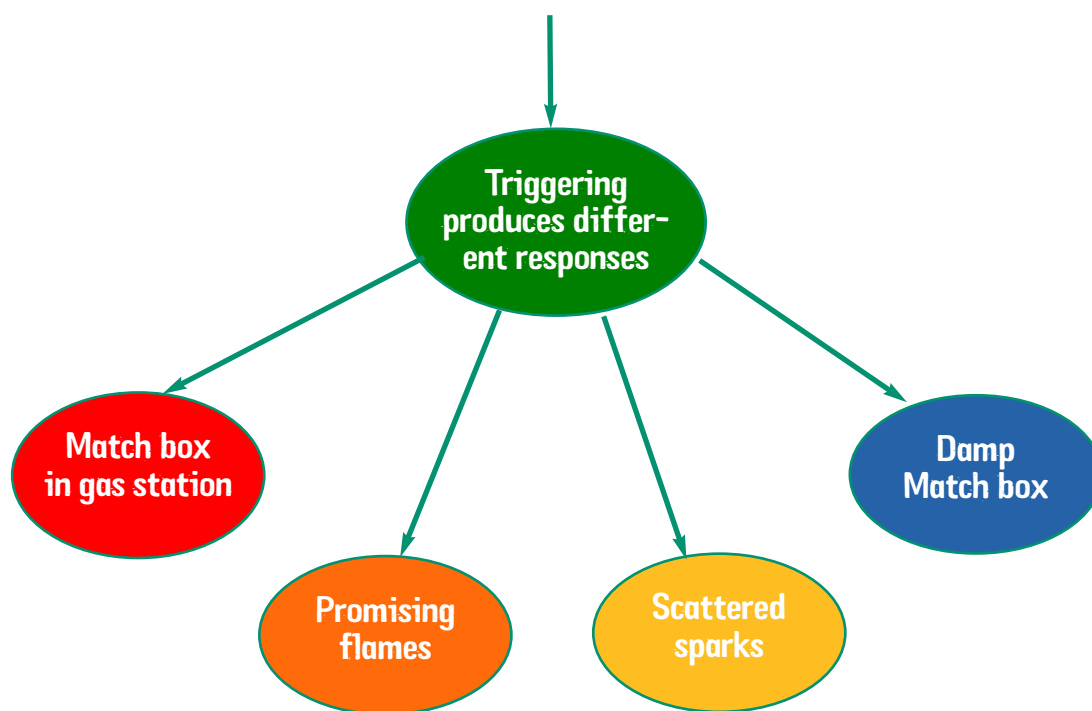 Triggering
produces differ-
ent responses
Match box
in gas station
Damp
Match box
Promising
flames
Scattered
sparks